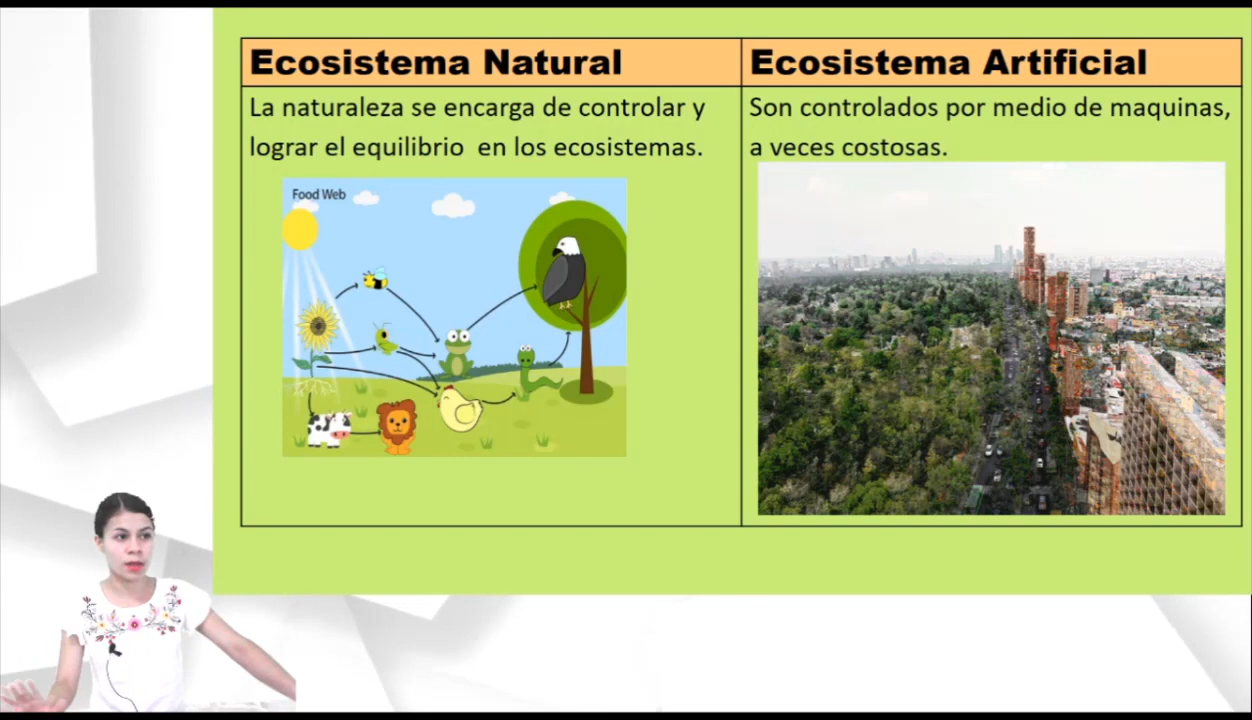 Ecosistema Natural
Ecosistema Artificial
La naturaleza se encarga de controlar y
lograr el equilibrio en los ecosistemas.
Son controlados por medio de maquinas,
a veces costosas.
Food Web